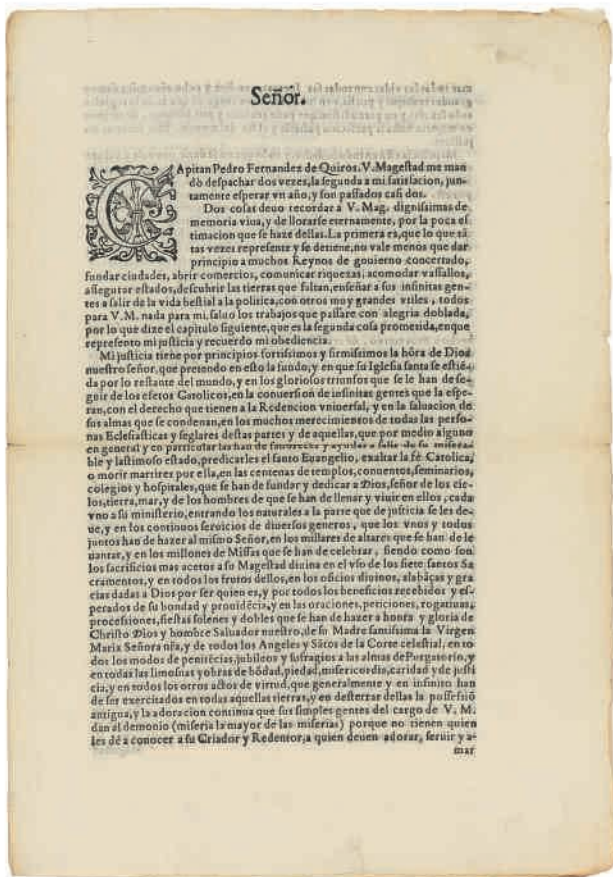 Señor.
CApitan Pedro Fernandez de Quiros. V. Magestad me man
dò despachar dos vezes, la segunda a mi satisfacion, jun-
tamente esperar vn año, y son passados casi dos.
Dos cosas deuo recordar a V. Mag. dignissimas de
memoria viua, y de llorarse eternamente, por la poca es
timacion que se haze dellas. La primera es, que lo que tã
tas vezes represente y se detiene, no vale menos que dar
principio a muchos Reynos de gouierno concertado,
fundar ciudades, abrir comercios, comunicar riquezas, acomodar vassallos,
assegurar estados, descubrir las tierras que faltan, enseñar a sus infinitas gen-
tes a salir de la vida bestial a la politica, con otros muy grandes vtiles, todos
para V. M. nada para mi, saluo los trabajos que passare con alegria doblada,
por lo que dize el capitulo siguiente, que es la segunda cosa prometida, en que
represento mi justicia y recuerdo mi obediencia.
Mi justicia tiene por principios fortissimos y firmissimos la hõra de Dios
nuestro señor, que pretendo en esto la fundo, y en que su Iglesia santa se estiẽ-
da por lo restante del mundo, y en los gloriosos triunfos que se le han de se-
guir de los efetos Catolicos, en la conuersion de infinitas gentes que la espe-
ran, con el derecho que tienen a la Redencion vniuersal, y en la saluacion de
sus almas que se condenan, en los muchos merecimientos de todas las perso-
nas Eclesiasticas y seglares destas partes y de aquellas, que por medio alguno
en general y en particular las han de y ayudar a salir de su misera-
ble y lastimoso estado, predicarles el santo Euangelio, exaltar la fè Catolica,
o morir martires por ella, en las centenas de templos, conuentos, seminarios,
colegios y hospitales, que se han de fundar y dedicar a Dios, señor de los cie-
los, tierra, mar, y de los hombres de que se han de llenar y viuir en ellos, cada
vno a su ministerio, entrando los naturales a la parte que de justicia se les de-
ue, y en los continuos seruicios de diuersos generos, que los vnos y todos
juntos han de hazer al mismo Señor, en los millares de altares que se han de le
uantar, y en los millones de Missas que se han de celebrar, siendo como son
los sacrificios mas acetos a su Magestad diuina en el vso de los siete santos Sa
cramentos, y en todos los frutos dellos, en los oficios diuinos, alabãças y gra
cias dadas a Dios por ser quien es, y por todos los beneficios recebidos y es-
perados de su bondad y prouidẽcia, y en las oraciones, peticiones, rogatiuas,
processiones, fiestas solenes y dobles que se han de hazer a honra y gloria de
Christo Dios y hombre Saluador nuestro, de su Madre santissima la Virgen
Maria Señora nr̃a, y de todos los Angeles y Sãtos de la Corte celestial, en to
dos los modos de penitẽcias, jubileos y sufragios a las almas de Purgatorio, y
en todas las limosnas y obras de bõdad, piedad, misericordia, caridad y de justi
cia, y en todos los otros actos de virtud, que generalmente y en infinito han
de ser exercitados en todas aquellas tierras, y en desterrar dellas la possessiõ
antigua, y la adoracion continua que sus simples gentes del cargo de V. M.
dan al demonio (miseria la mayor de las miserias) porque no tienen quien
les dè a conocer a su Criador y Redentor, a quien deuen adorar, seruir y a-
mar